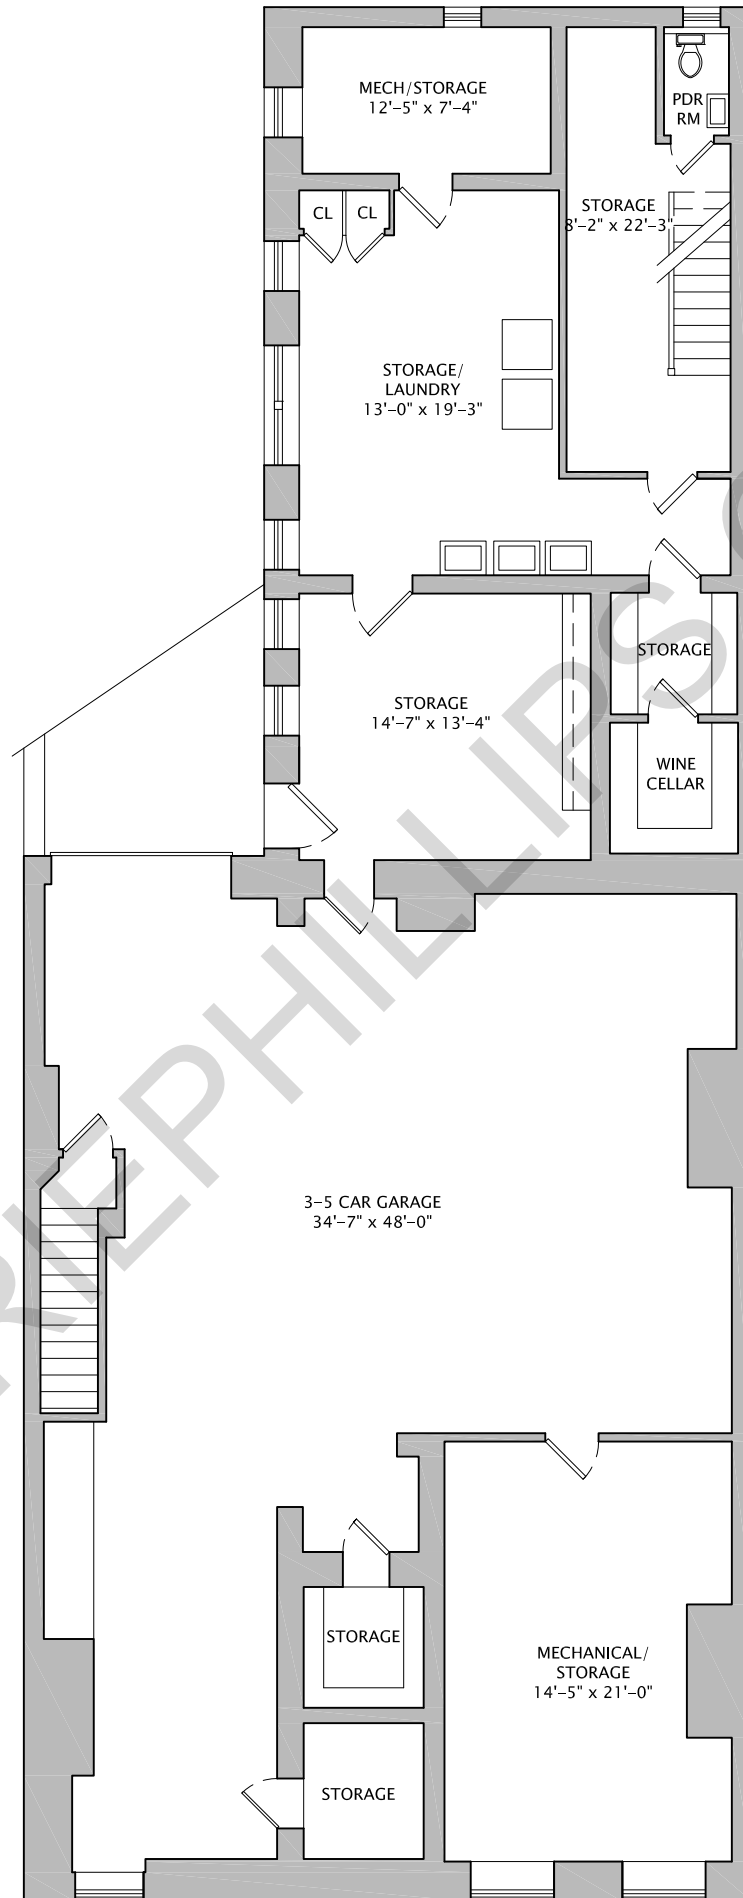 MECH/STORAGE
12'-5" x 7'-4"
PDR
RM
CL
CL
STORAGE
8'-2" x 22'-3"
STORAGE/
LAUNDRY
13'-0" x 19'-3"
STORAGE
STORAGE
14'-7" x 13'-4"
WINE
CELLAR
3-5 CAR GARAGE
34'-7" x 48'-0"
STORAGE
MECHANICAL/
STORAGE
14'-5" x 21'-0"
STORAGE
RIEPHILLIPS